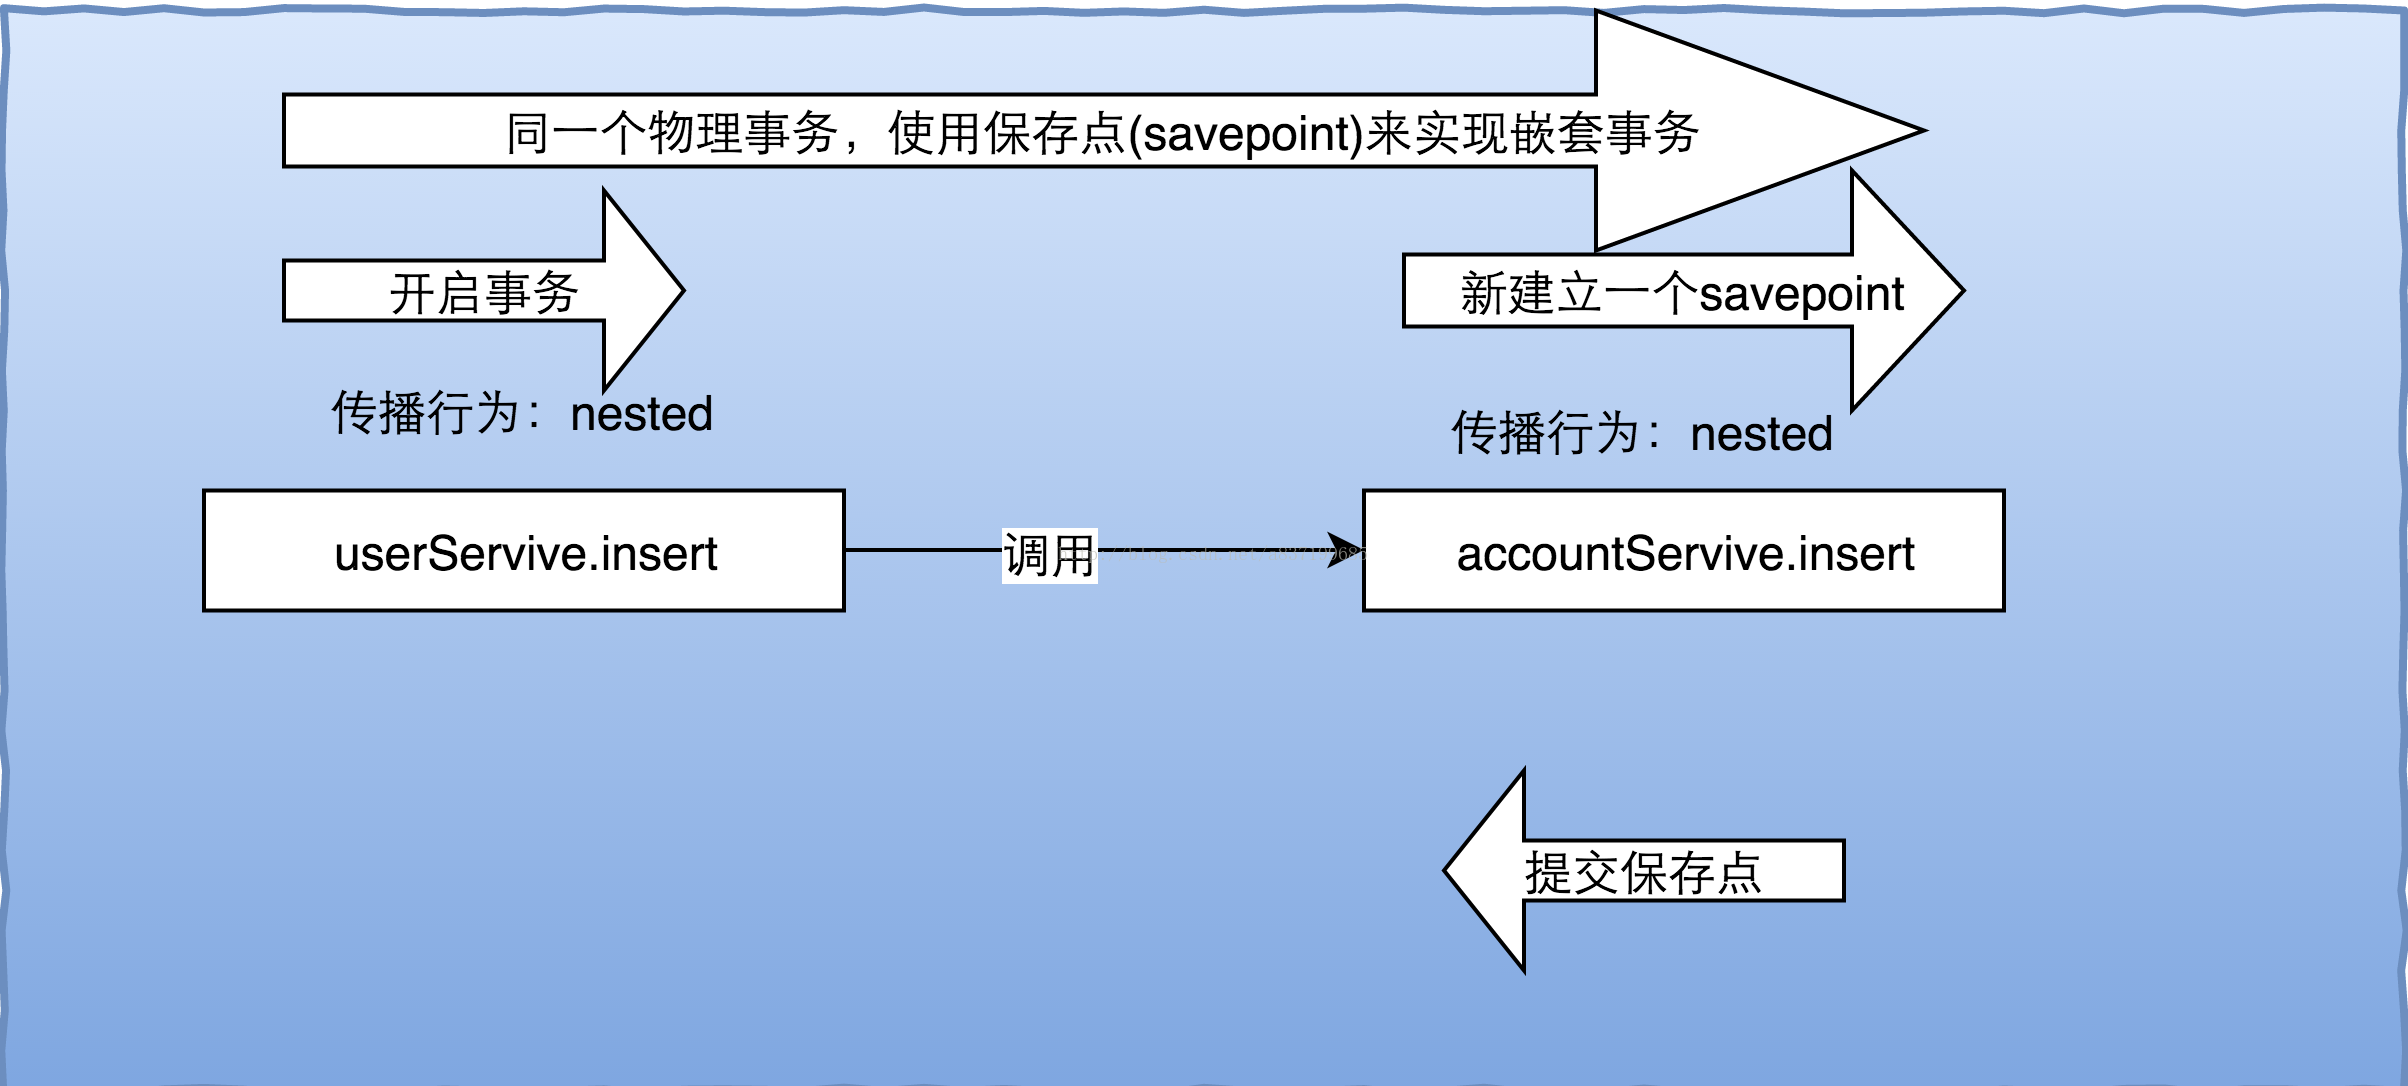 同一个物理事务，使用保存点(savepoint)来实现嵌套事务
开启事务
新建立一个savepoint
传播行为：nested
传播行为：nested
userServive.insert
调用
accountServive.insert
提交保存点